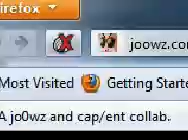 irefox
joowz.co
Most Visited Getting Starte
A jo0wz and cap/ent collab.